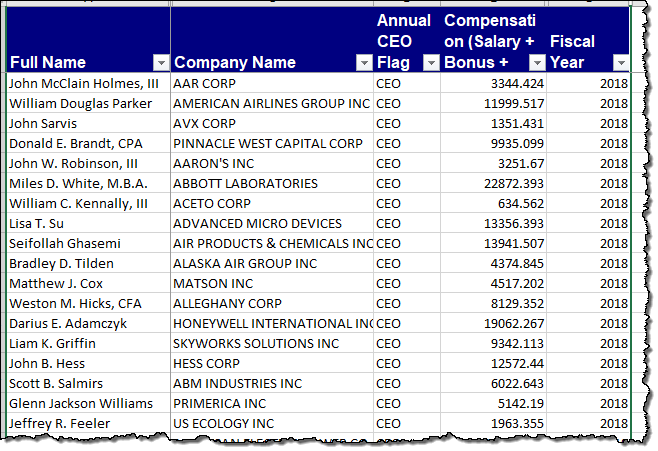 Full Name Company Name Annual CEO Flag Compensati on (Salary + Bonus + Fiscal Year
John McClain Holmes, III AAR CORP CEO 3344.424 2018
William Douglas Parker AMERICAN AIRLINES GROUP INC CEO 11999.517 2018
John Sarvis AVX CORP CEO 1351.431 2018
Donald E. Brandt, CPA PINNACLE WEST CAPITAL CORP CEO 9935.099 2018
John W. Robinson, III AARON'S INC CEO 3251.67 2018
Miles D. White, M.B.A. ABBOTT LABORATORIES CEO 22872.393 2018
William C. Kennally, III ACETO CORP CEO 634.562 2018
Lisa T. Su ADVANCED MICRO DEVICES CEO 13356.393 2018
Seifollah Ghasemi AIR PRODUCTS & CHEMICALS INC CEO 13941.507 2018
Bradley D. Tilden ALASKA AIR GROUP INC CEO 4374.845 2018
Matthew J. Cox MATSON INC CEO 4517.202 2018
Weston M. Hicks, CFA ALLEGHANY CORP CEO 8129.352 2018
Darius E. Adamczyk HONEYWELL INTERNATIONAL INC CEO 19062.267 2018
Liam K. Griffin SKYWORKS SOLUTIONS INC CEO 9342.113 2018
John B. Hess HESS CORP CEO 12572.44 2018
Scott B. Salmirs ABM INDUSTRIES INC CEO 6022.643 2018
Glenn Jackson Williams PRIMERICA INC CEO 5142.19 2018
Jeffrey R. Feeler US ECOLOGY INC CEO 1963.355 2018